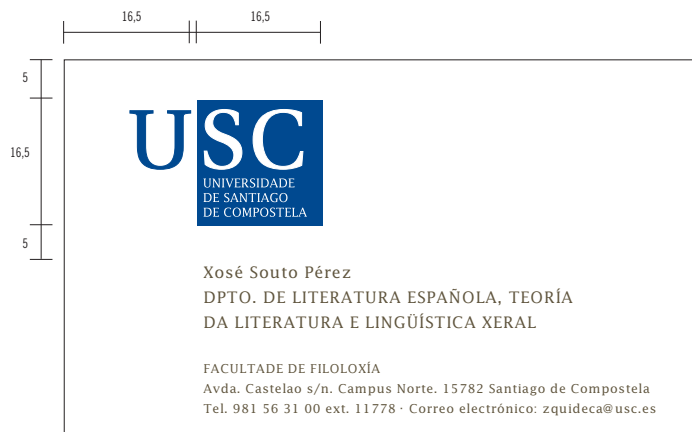 16,5 16,5
5
16,5
5
USC
UNIVERSIDADE
DE SANTIAGO
DE COMPOSTELA
Xosé Souto Pérez
DPTO. DE LITERATURA ESPAÑOLA, TEORÍA
DA LITERATURA E LINGÜÍSTICA XERAL
FACULTADE DE FILOLOXÍA
Avda. Castelao s/n. Campus Norte. 15782 Santiago de Compostela
Tel. 981 56 31 00 ext. 11778 · Correo electrónico: zquideca@usc.es